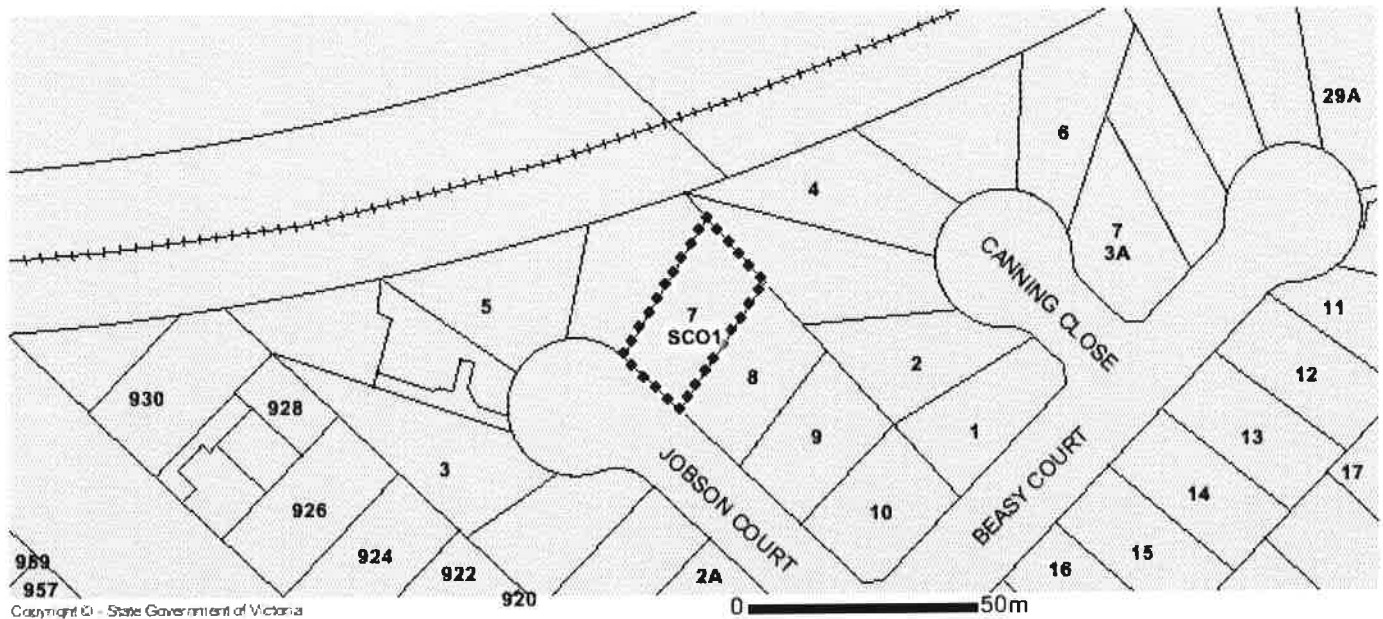 29A
6
4
7
3A
CANNING CLOSE
5
7
SCO1
11
2
12
8
930
928
9
1
13
3
17
JOBSON COURT
BEASY COURT
14
926
10
924
15
922
2A
16
959
957
920
Copyright © - State Government of Victoria
0 50m